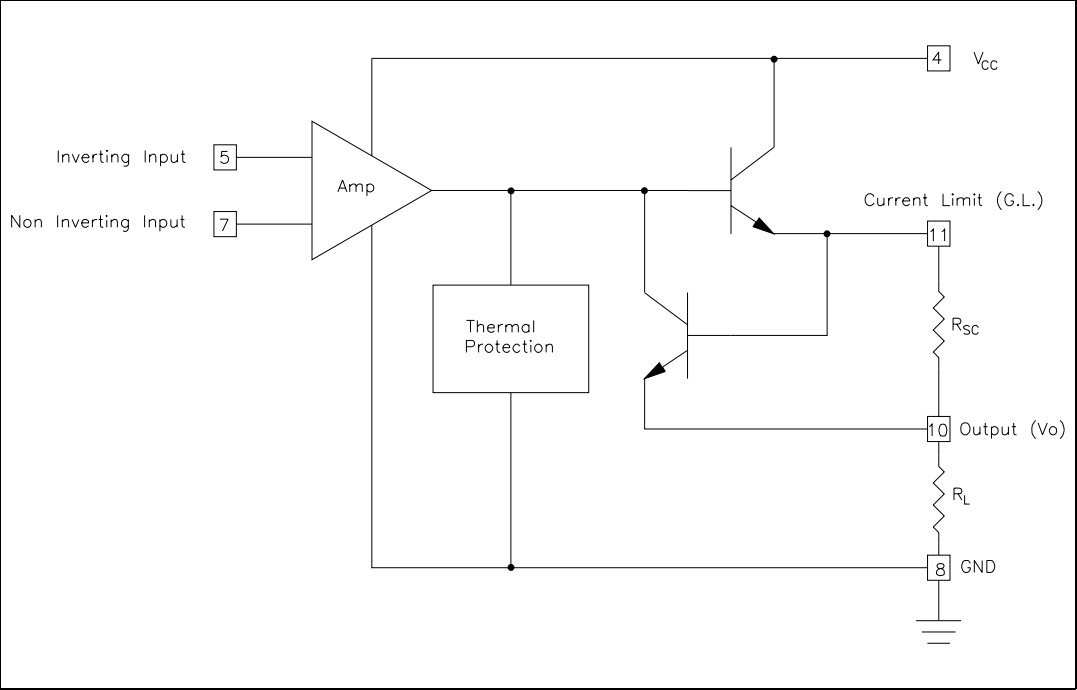 4 V_CC
Inverting Input 5
Amp
Current Limit (G.L.)
Non Inverting Input 7
11
Thermal
Protection
R_SC
10 Output (Vo)
R_L
8 GND